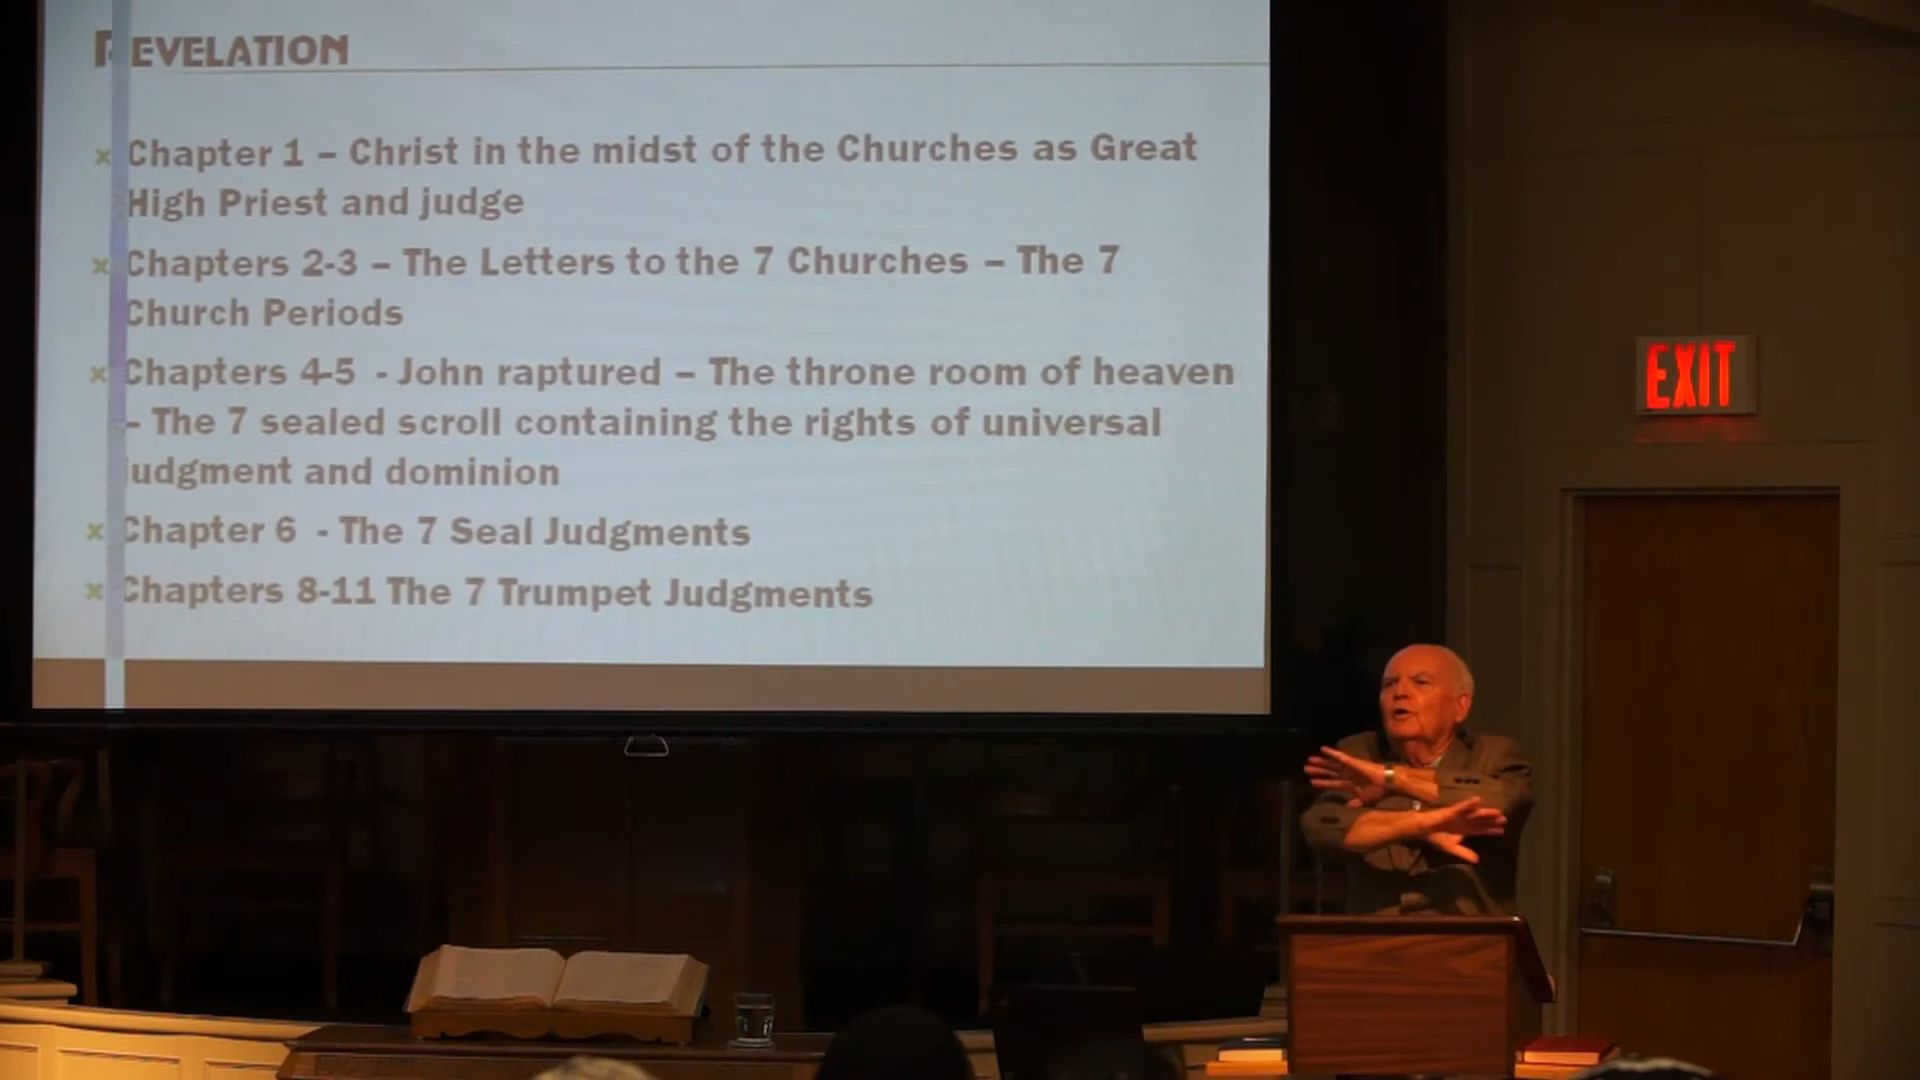 REVELATION
Chapter 1 – Christ in the midst of the Churches as Great
High Priest and judge
Chapters 2-3 – The Letters to the 7 Churches – The 7
Church Periods
Chapters 4-5 - John raptured – The throne room of heaven
– The 7 sealed scroll containing the rights of universal
judgment and dominion
Chapter 6 - The 7 Seal Judgments
Chapters 8-11 The 7 Trumpet Judgments
EXIT